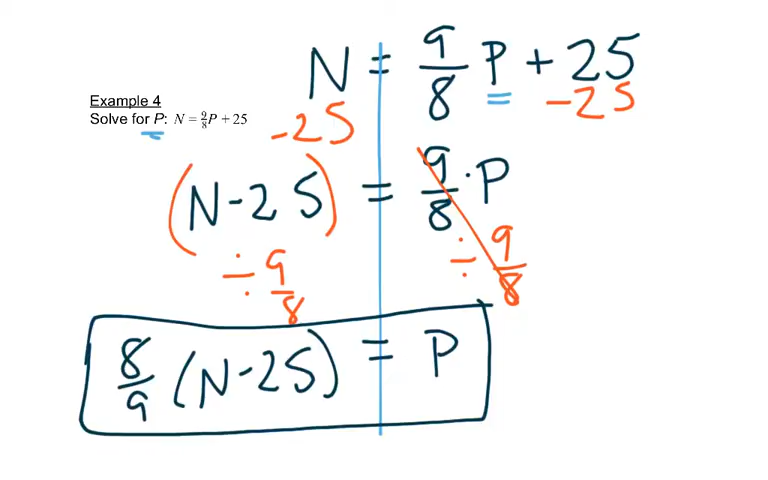 N = 9/8 P + 25
Example 4
Solve for P: N = 9/8 P + 25
-25 -25
(N-25) = 9/8 · P
÷ 9/8 ÷ 9/8
8/9 (N-25) = P